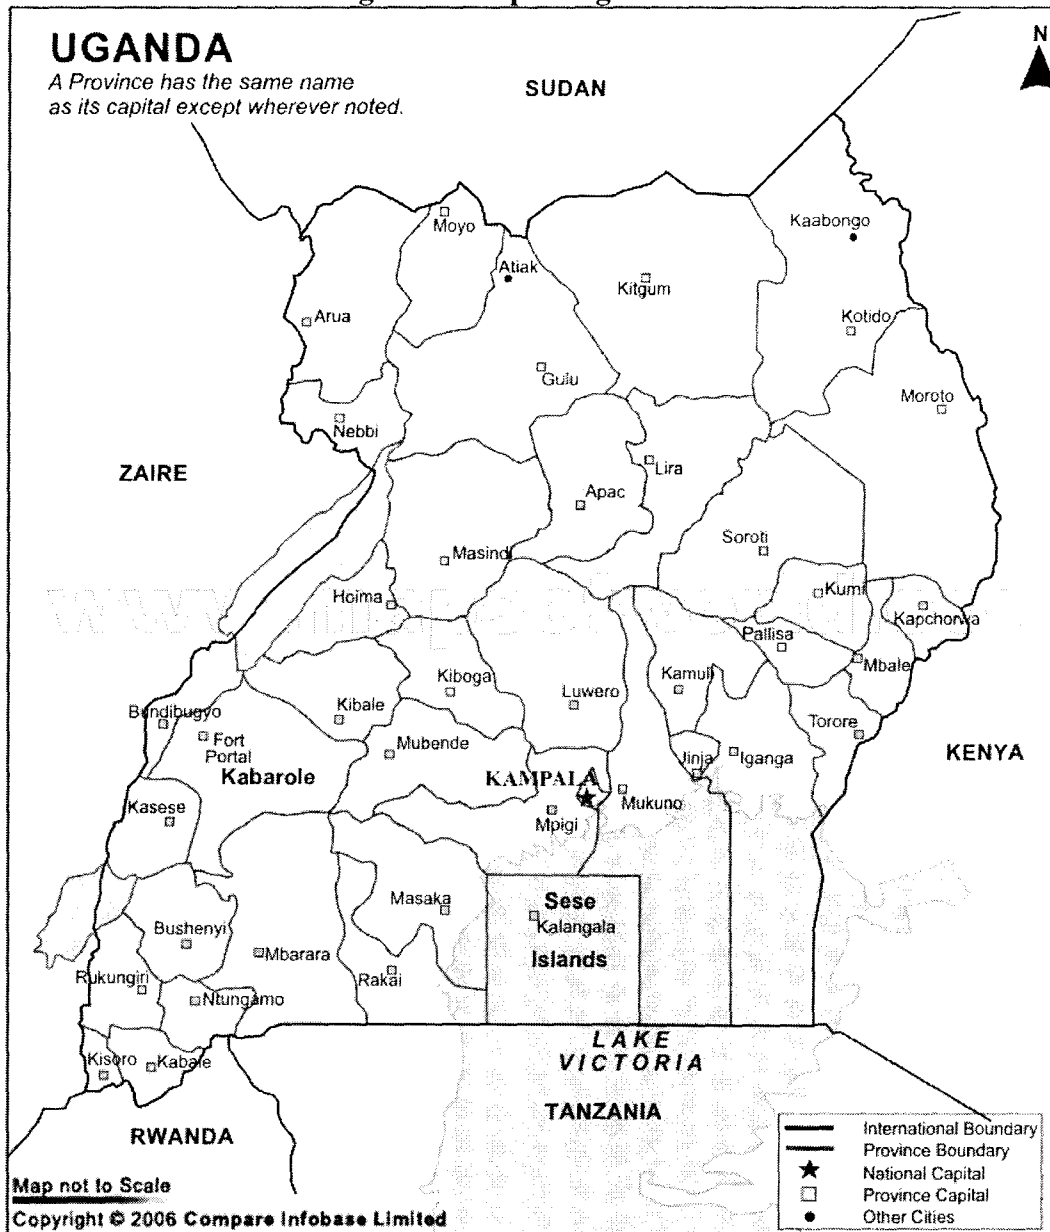 UGANDA
A Province has the same name
as its capital except wherever noted.
N
SUDAN
Kaabongo
Moyo
Atiak
Kitgum
Arua
Kotido
Gulu
Moroto
Nebbi
ZAIRE
Lira
Apac
Soroti
Masindi
Hoima
Kumi
Kapchorwa
Pallisa
Mbale
Kiboga
Kamuli
Kibale
Luwero
Bundibugyo
Fort
Portal
Mubende
Torore
KENYA
Jinja
Iganga
Kabarole
KAMPALA
Mukuno
Kasese
Mpigi
Masaka
Sese
Kalangala
Islands
Bushenyi
Mbarara
Rukungiri
Rakai
Ntungamo
LAKE
VICTORIA
Kisoro
Kabale
TANZANIA
RWANDA
International Boundary
Province Boundary
National Capital
Province Capital
Other Cities
Map not to Scale
Copyright © 2006 Compare Infobase Limited